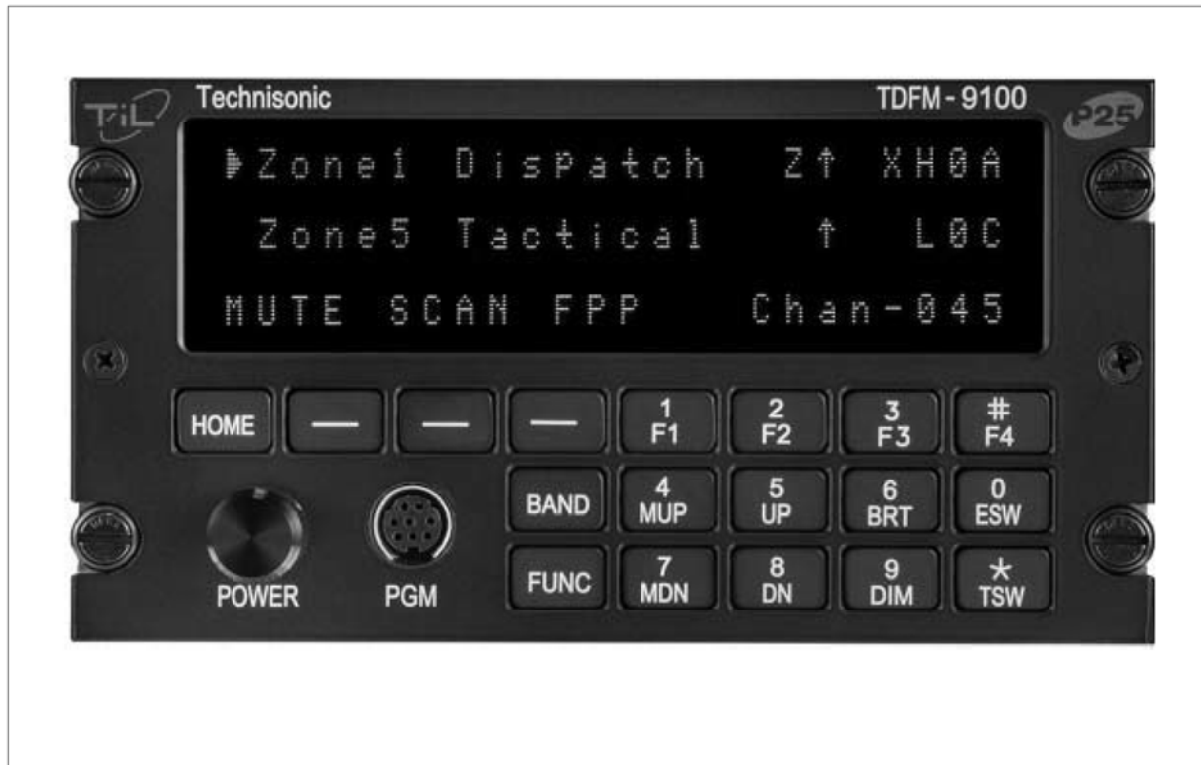 Technisonic TDFM-9100
TiL P25
Zone1 Dispatch Z↑ XH0A
Zone5 Tactical ↑ L0C
MUTE SCAN FPP Chan-045
HOME — — — 1 2 3 #
F1 F2 F3 F4
BAND 4 5 6 0
MUP UP BRT ESW
FUNC 7 8 9 *
MDN DN DIM TSW
POWER PGM